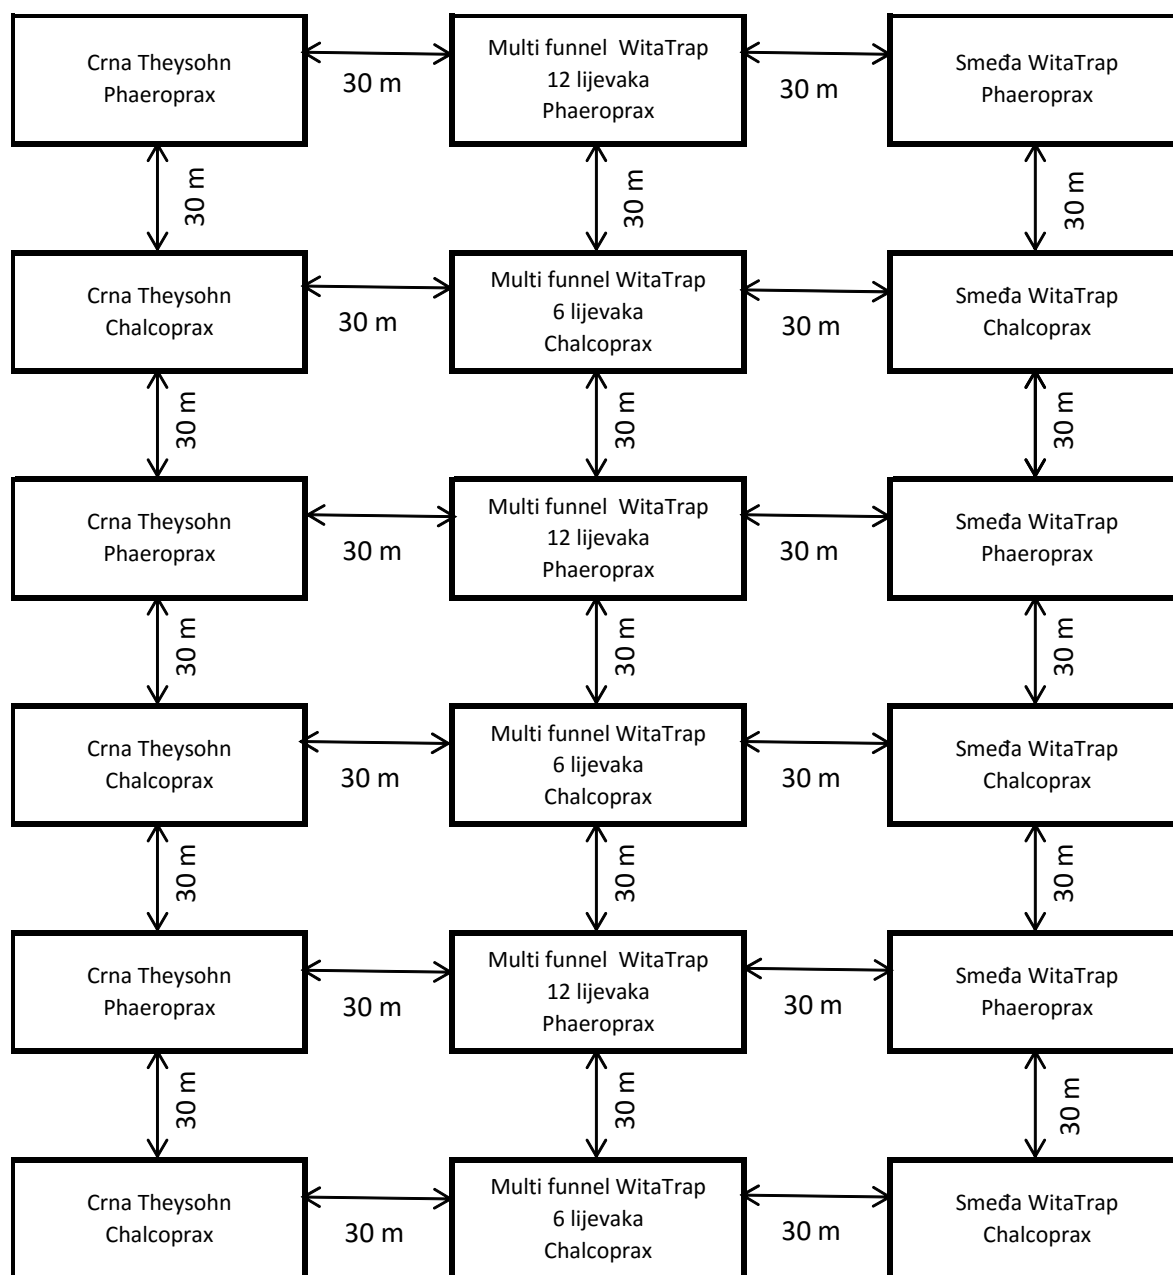 Crna Theysohn
Phaeroprax
30 m
Multi funnel  WitaTrap
12 lijevaka
Phaeroprax
30 m
Smeđa WitaTrap
Phaeroprax
30 m
30 m
30 m
Crna Theysohn
Chalcoprax
30 m
Multi funnel WitaTrap
6 lijevaka
Chalcoprax
30 m
Smeđa WitaTrap
Chalcoprax
30 m
30 m
30 m
Crna Theysohn
Phaeroprax
30 m
Multi funnel  WitaTrap
12 lijevaka
Phaeroprax
30 m
Smeđa WitaTrap
Phaeroprax
30 m
30 m
30 m
Crna Theysohn
Chalcoprax
30 m
Multi funnel WitaTrap
6 lijevaka
Chalcoprax
30 m
Smeđa WitaTrap
Chalcoprax
30 m
30 m
30 m
Crna Theysohn
Phaeroprax
30 m
Multi funnel  WitaTrap
12 lijevaka
Phaeroprax
30 m
Smeđa WitaTrap
Phaeroprax
30 m
30 m
30 m
Crna Theysohn
Chalcoprax
30 m
Multi funnel WitaTrap
6 lijevaka
Chalcoprax
30 m
Smeđa WitaTrap
Chalcoprax